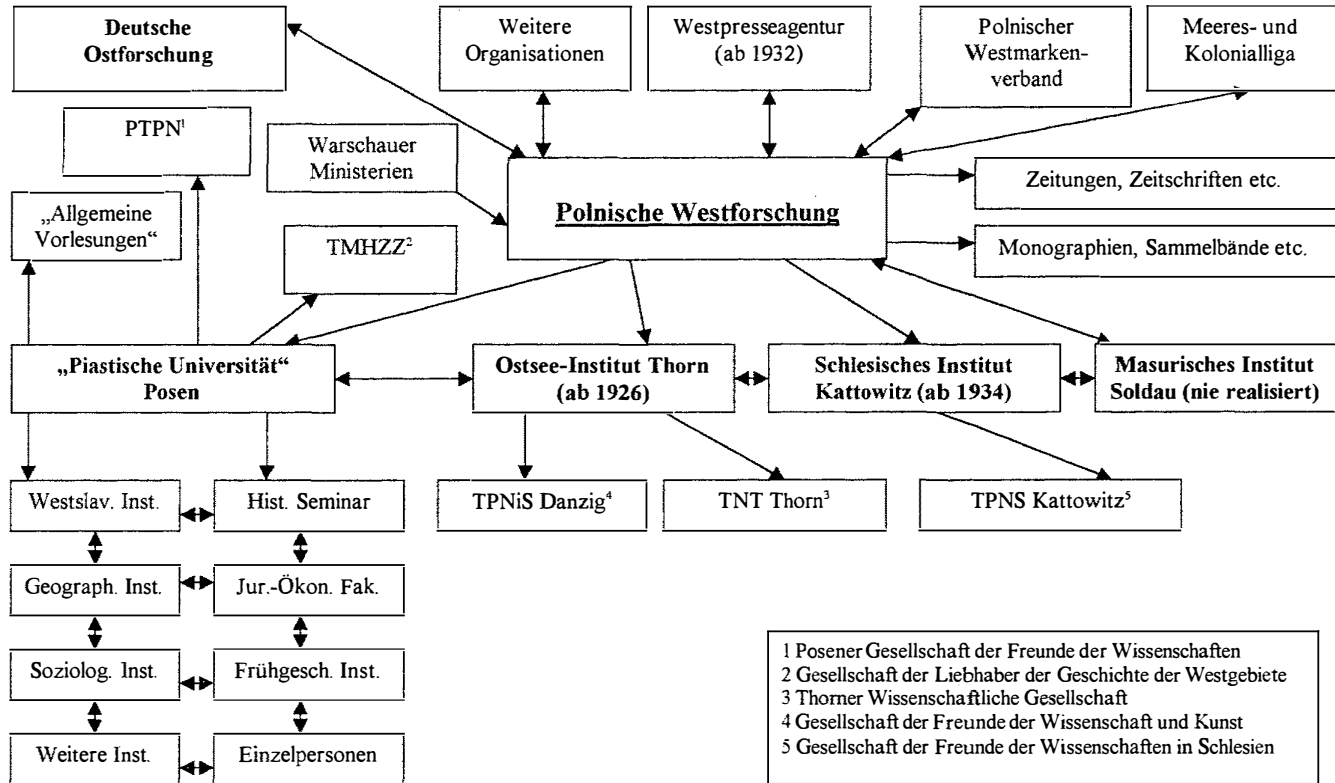 Deutsche
Ostforschung
Weitere
Organisationen
Westpresseagentur
(ab 1932)
Polnischer
Westmarken-
verband
Meeres- und
Kolonialliga
PTPN¹
Warschauer
Ministerien
„Allgemeine
Vorlesungen“
TMHZZ²
Polnische Westforschung
Zeitungen, Zeitschriften etc.
Monographien, Sammelbände etc.
„Piastische Universität“
Posen
Ostsee-Institut Thorn
(ab 1926)
Schlesisches Institut
Kattowitz (ab 1934)
Masurisches Institut
Soldau (nie realisiert)
Westslav. Inst.
Hist. Seminar
TPNiS Danzig⁴
TNT Thorn³
TPNS Kattowitz⁵
Geograph. Inst.
Jur.-Ökon. Fak.
Soziolog. Inst.
Frühgesch. Inst.
Weitere Inst.
Einzelpersonen
1 Posener Gesellschaft der Freunde der Wissenschaften
2 Gesellschaft der Liebhaber der Geschichte der Westgebiete
3 Thorner Wissenschaftliche Gesellschaft
4 Gesellschaft der Freunde der Wissenschaft und Kunst
5 Gesellschaft der Freunde der Wissenschaften in Schlesien